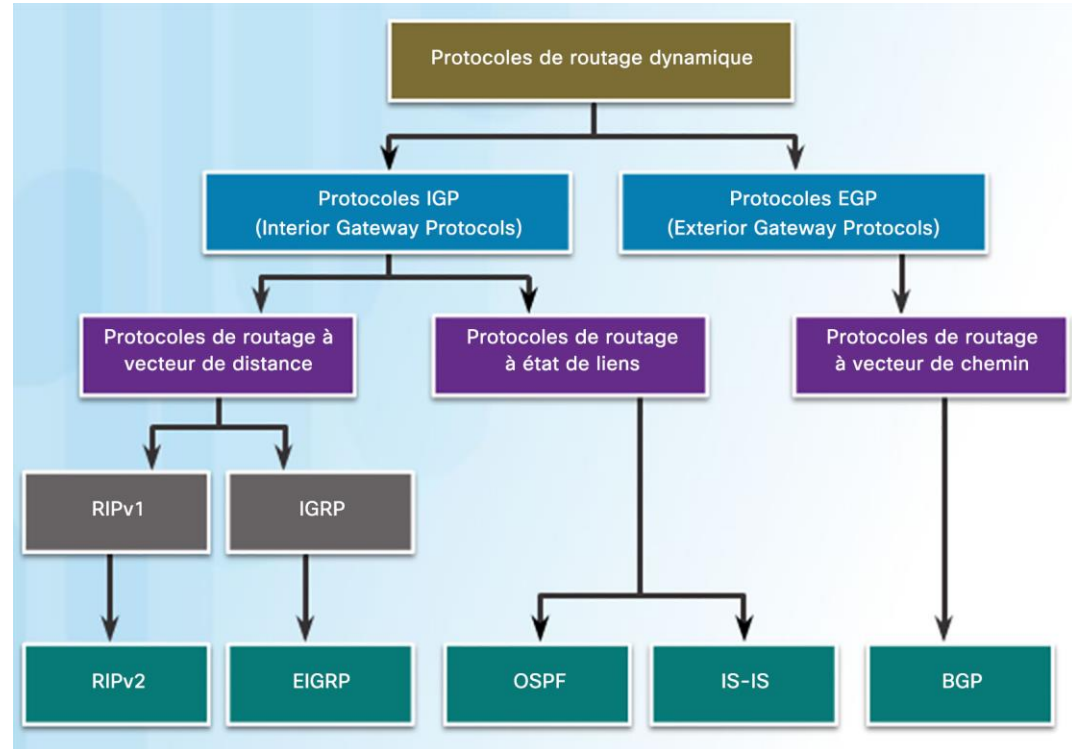 Protocoles de routage dynamique
Protocoles IGP
(Interior Gateway Protocols)
Protocoles EGP
(Exterior Gateway Protocols)
Protocoles de routage à
vecteur de distance
Protocoles de routage
à état de liens
Protocoles de routage
à vecteur de chemin
RIPv1
IGRP
RIPv2
EIGRP
OSPF
IS-IS
BGP